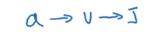 a → v → J